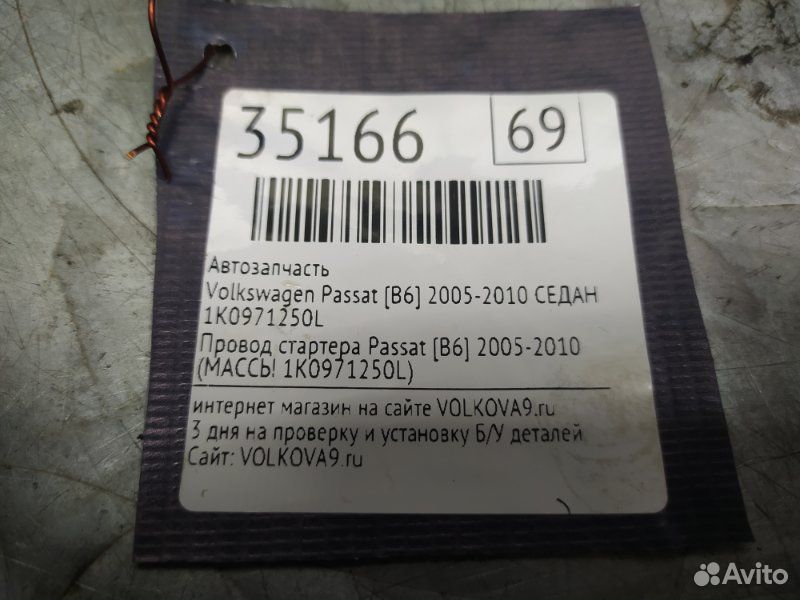 35166
69
Автозапчасть
Volkswagen Passat [B6] 2005-2010 СЕДАН
1K0971250L
Провод стартера Passat [B6] 2005-2010
(МАССЫ! 1K0971250L)
интернет магазин на сайте VOLKOVA9.ru
3 дня на проверку и установку Б/У деталей
Сайт: VOLKOVA9.ru
Avito